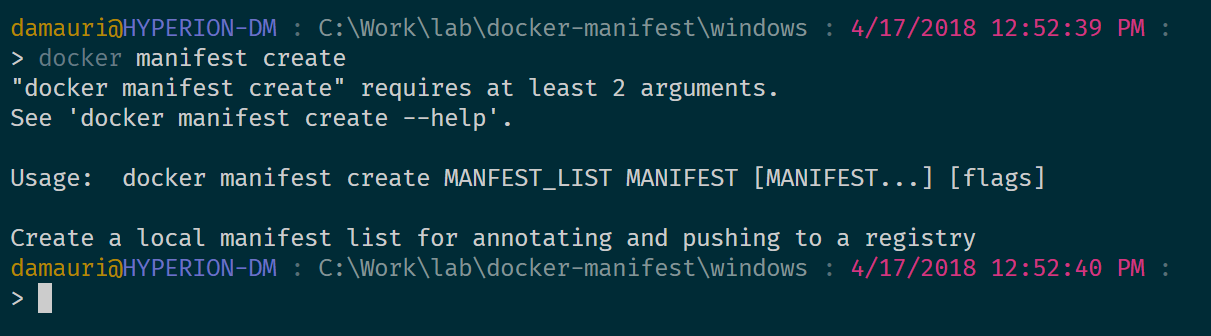 damauri@HYPERION-DM : C:\Work\lab\docker-manifest\windows : 4/17/2018 12:52:39 PM :
> docker manifest create
"docker manifest create" requires at least 2 arguments.
See 'docker manifest create --help'.
Usage:  docker manifest create MANFEST_LIST MANIFEST [MANIFEST...] [flags]
Create a local manifest list for annotating and pushing to a registry
damauri@HYPERION-DM : C:\Work\lab\docker-manifest\windows : 4/17/2018 12:52:40 PM :
>